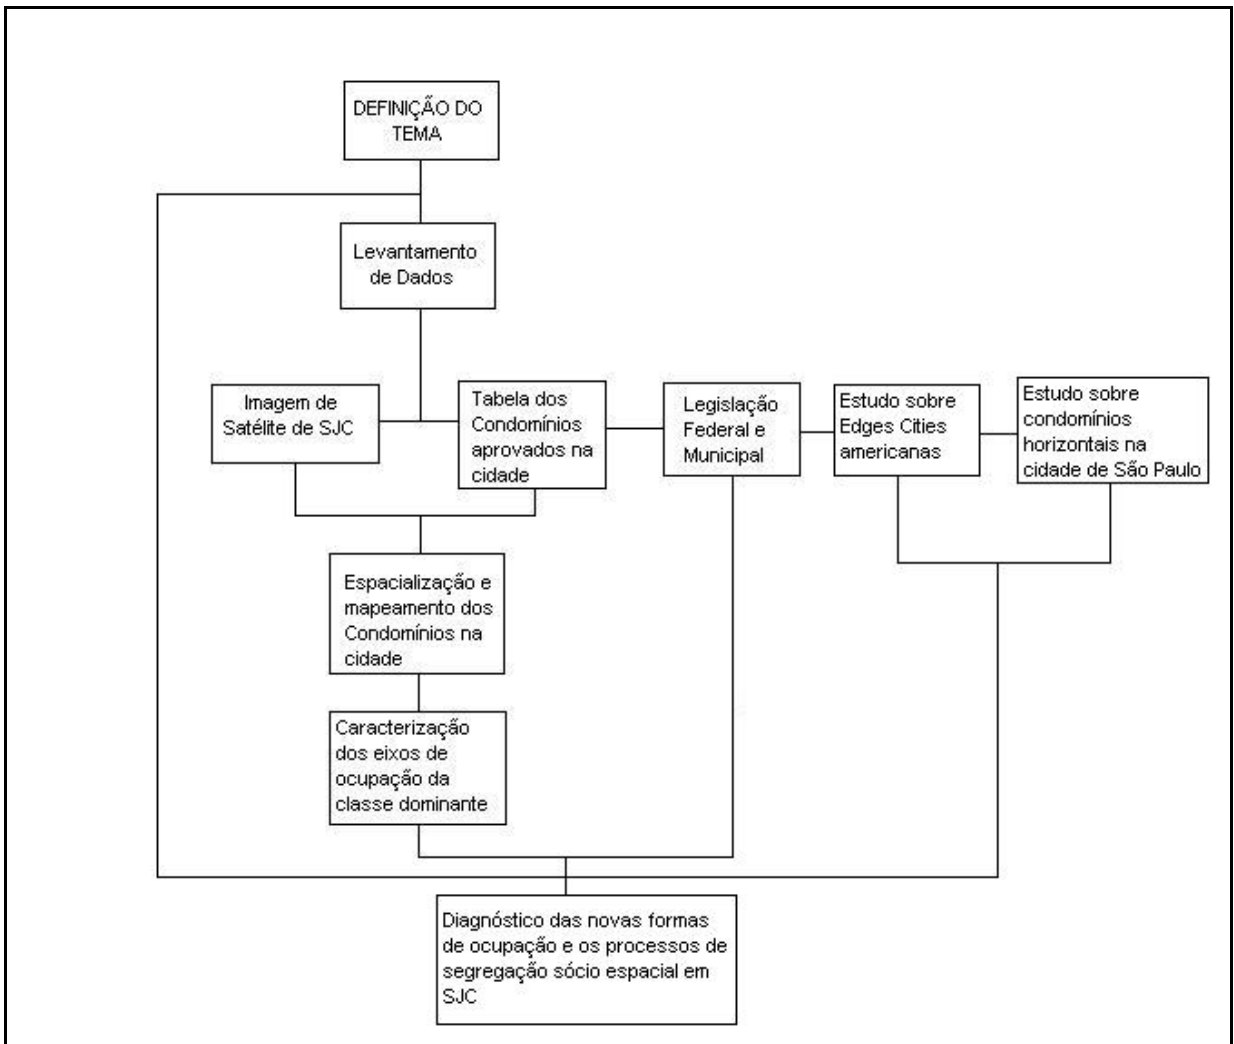 DEFINIÇÃO DO
TEMA
Levantamento
de Dados
Imagem de
Satélite de SJC
Tabela dos
Condomínios
aprovados na
cidade
Legislação
Federal e
Municipal
Estudo sobre
Edges Cities
americanas
Estudo sobre
condomínios
horizontais na
cidade de São Paulo
Espacialização e
mapeamento dos
Condomínios na
cidade
Caracterização
dos eixos de
ocupação da
classe dominante
Diagnóstico das novas formas
de ocupação e os processos de
segregação sócio espacial em
SJC